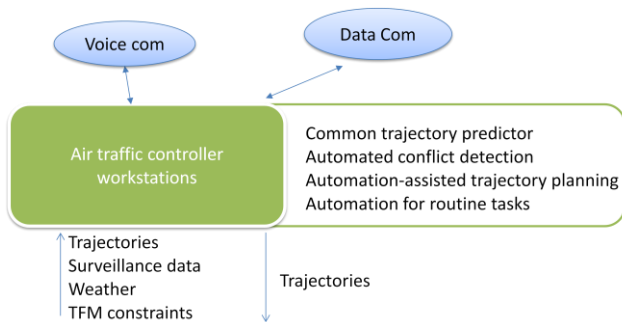 Voice com
Data Com
Air traffic controller
workstations
Common trajectory predictor
Automated conflict detection
Automation-assisted trajectory planning
Automation for routine tasks
Trajectories
Surveillance data
Weather
TFM constraints
Trajectories